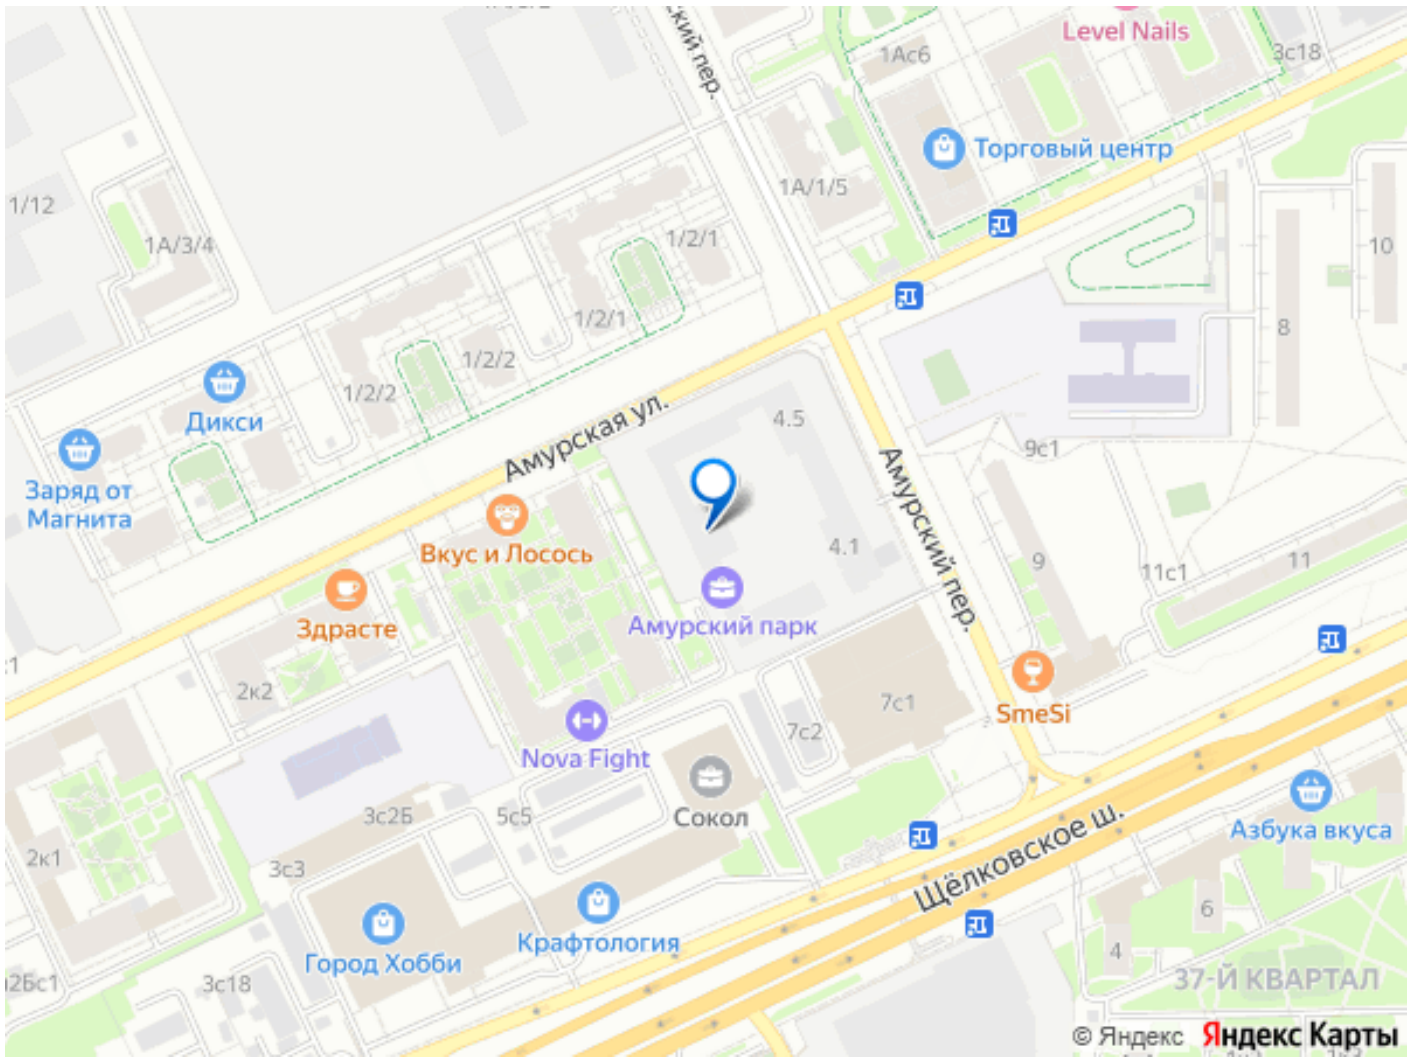 Level Nails
1Ас6
3с18
ский пер.
Торговый центр
1/12
1А/1/5
1А/3/4
1/2/1
10
1/2/1
8
1/2/2
1/2/2
Дикси
4.5
Амурская ул.
9с1
Заряд от
Магнита
Амурский пер.
Вкус и Лосось
4.1
9
11с1
11
Здрасте
Амурский парк
2к2
7с1
SmeSi
7с2
Nova Fight
3с2Б
5с5
Сокол
Щёлковское ш.
Азбука вкуса
2к1
3с3
6
Крафтология
4
Город Хобби
3с18
37-Й КВАРТАЛ
© Яндекс Яндекс Карты